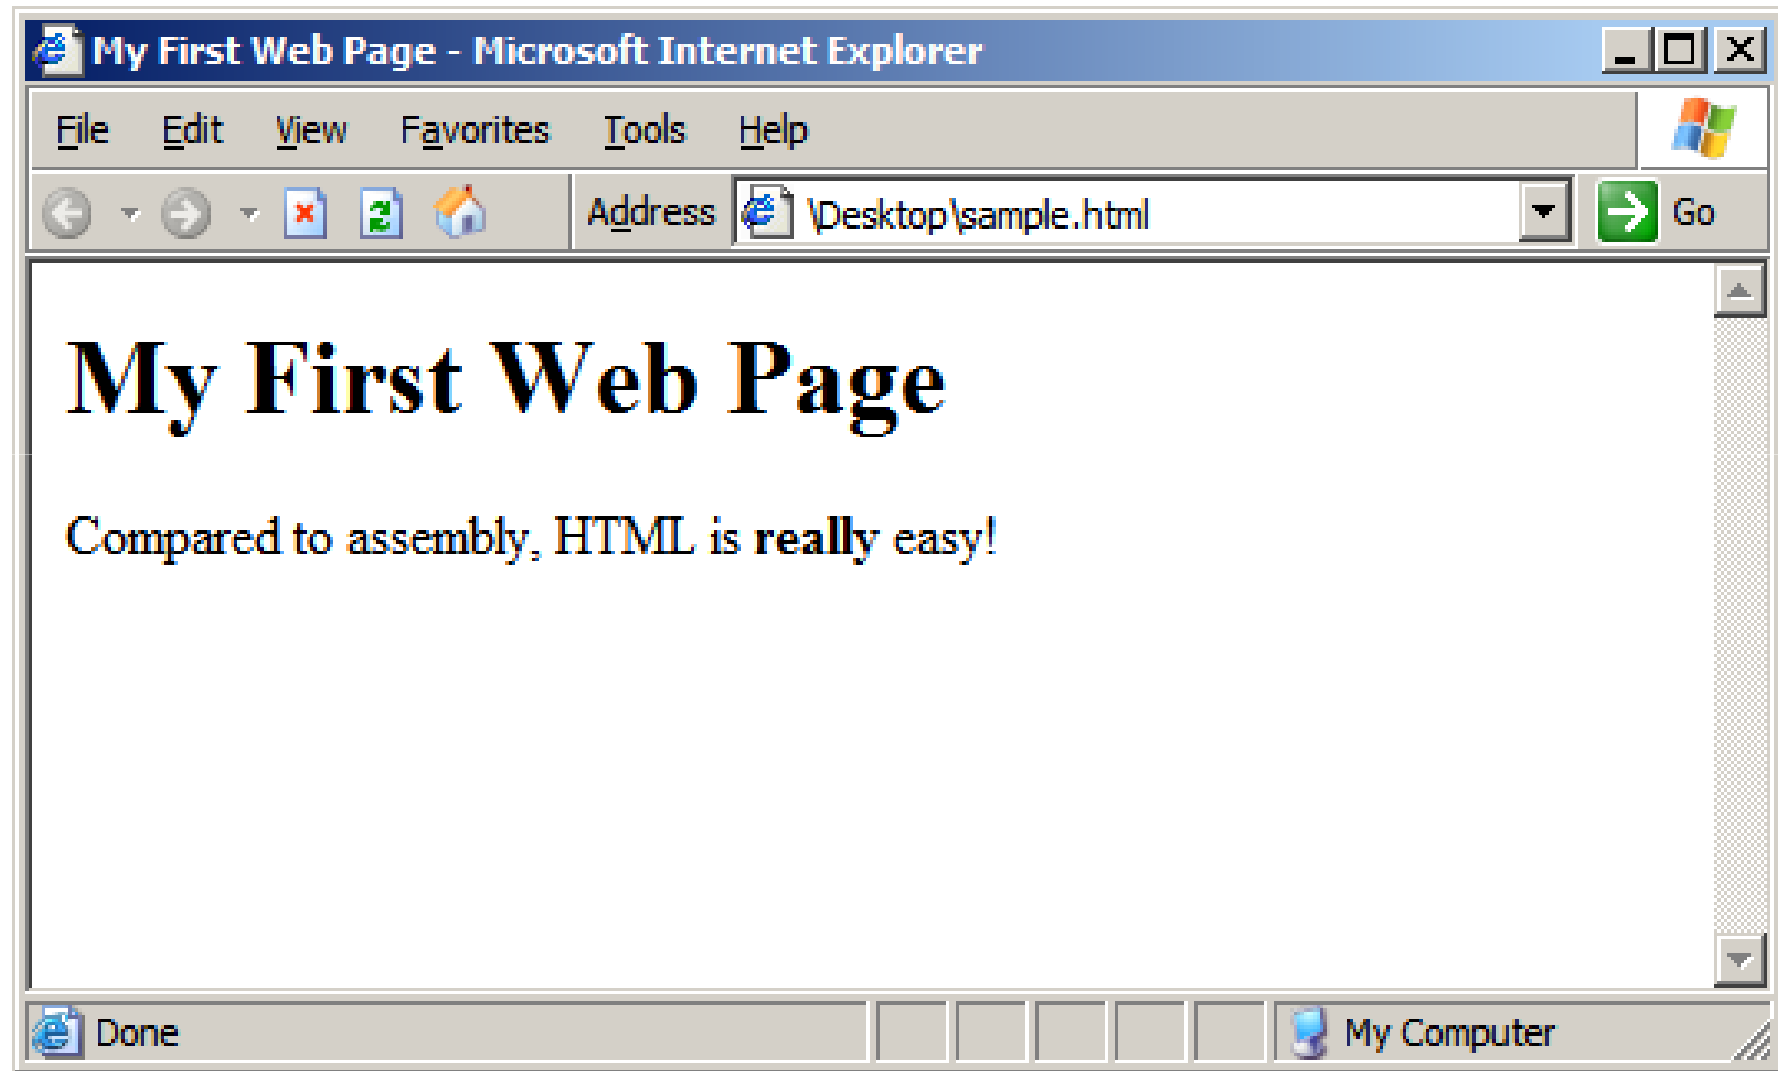 My First Web Page - Microsoft Internet Explorer
File Edit View Favorites Tools Help
Address \Desktop\sample.html Go
My First Web Page
Compared to assembly, HTML is really easy!
Done My Computer